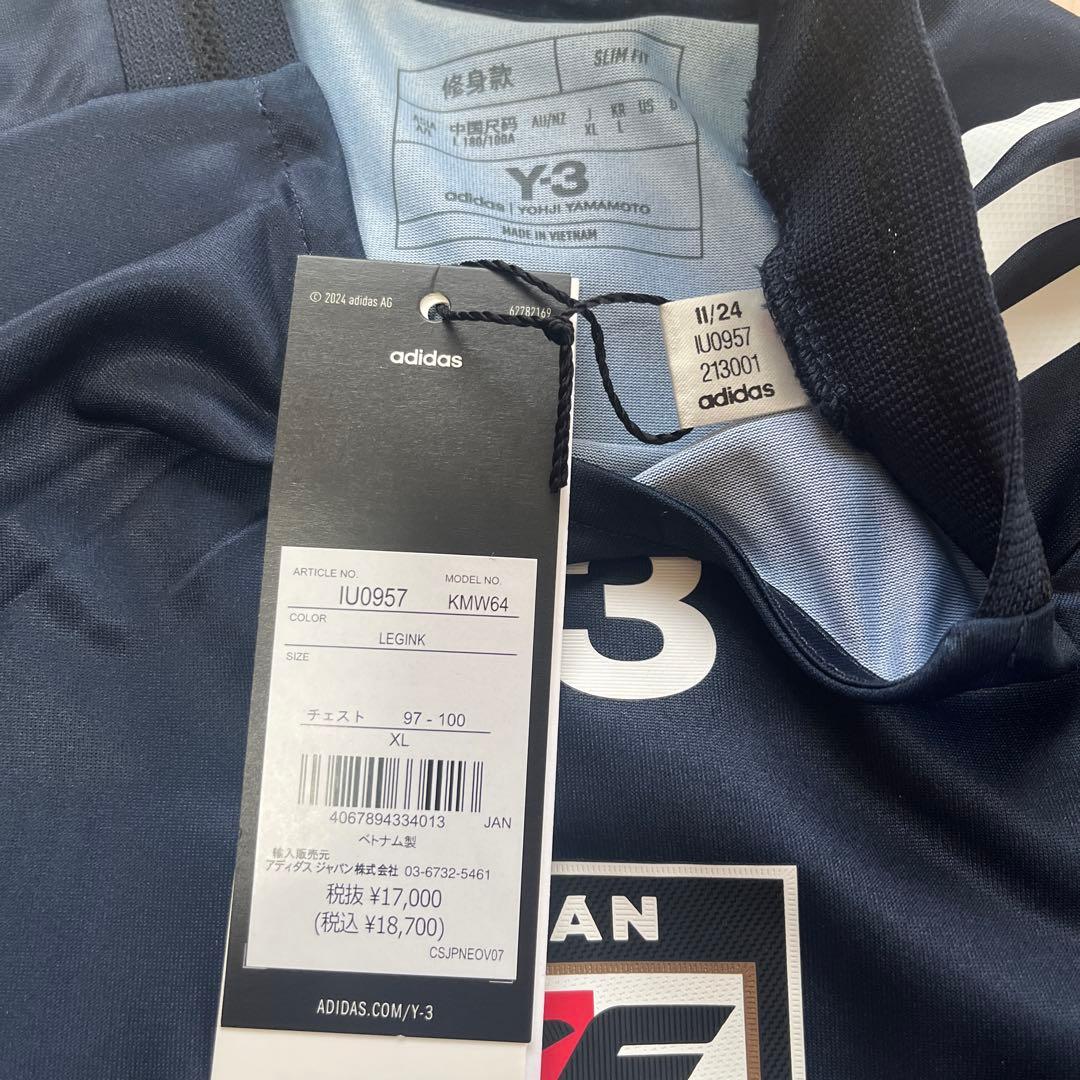 修身款
SLIM FIT
中国尺码 AU/NZ J KR US
L 180/100A XL L
Y-3
adidas | YOHJI YAMAMOTO
MADE IN VIETNAM
© 2024 adidas AG 62782169
adidas
11/24
IU0957
213001
adidas
ARTICLE NO. MODEL NO.
IU0957 KMW64
COLOR
LEGINK
SIZE
チェスト 97 - 100
XL
4067894334013 JAN
ベトナム製
輸入販売元
アディダス ジャパン株式会社 03-6732-5461
税抜 ¥17,000
(税込 ¥18,700)
CSJPNEOV07
ADIDAS.COM/Y-3
3
AN